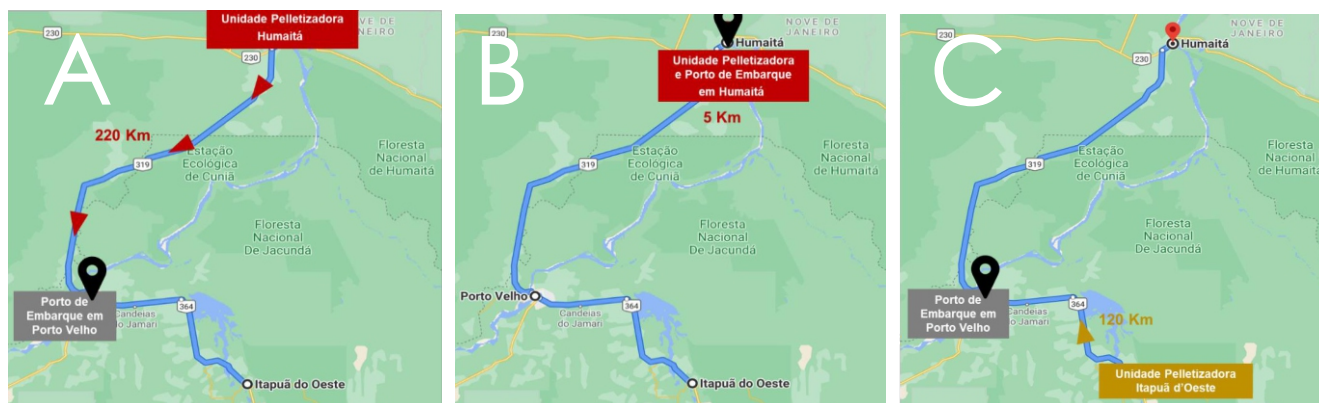 A
Unidade Pelletizadora
Humaitá
NOVE DE
JANEIRO
230
230
220 Km
319
Estação
Ecológica
de Cuniã
Floresta
Nacional
de Humaitá
Floresta
Nacional
De Jacundá
Porto de
Embarque em
Porto Velho
Candeias
do Jamari
364
Itapuã do Oeste
B
NOVE DE
JANEIRO
230
Humaitá
Unidade Pelletizadora
e Porto de Embarque
em Humaitá
5 Km
319
Estação
Ecológica
de Cuniã
Floresta
Nacional
de Humaitá
Floresta
Nacional
De Jacundá
Porto Velho
Candeias
do Jamari
364
Itapuã do Oeste
C
NOVE DE
JANEIRO
230
Humaitá
230
319
Estação
Ecológica
de Cuniã
Floresta
Nacional
de Humaitá
Floresta
Nacional
De Jacundá
Porto de
Embarque em
Porto Velho
Candeias
do Jamari
364
120 Km
Unidade Pelletizadora
Itapuã d'Oeste